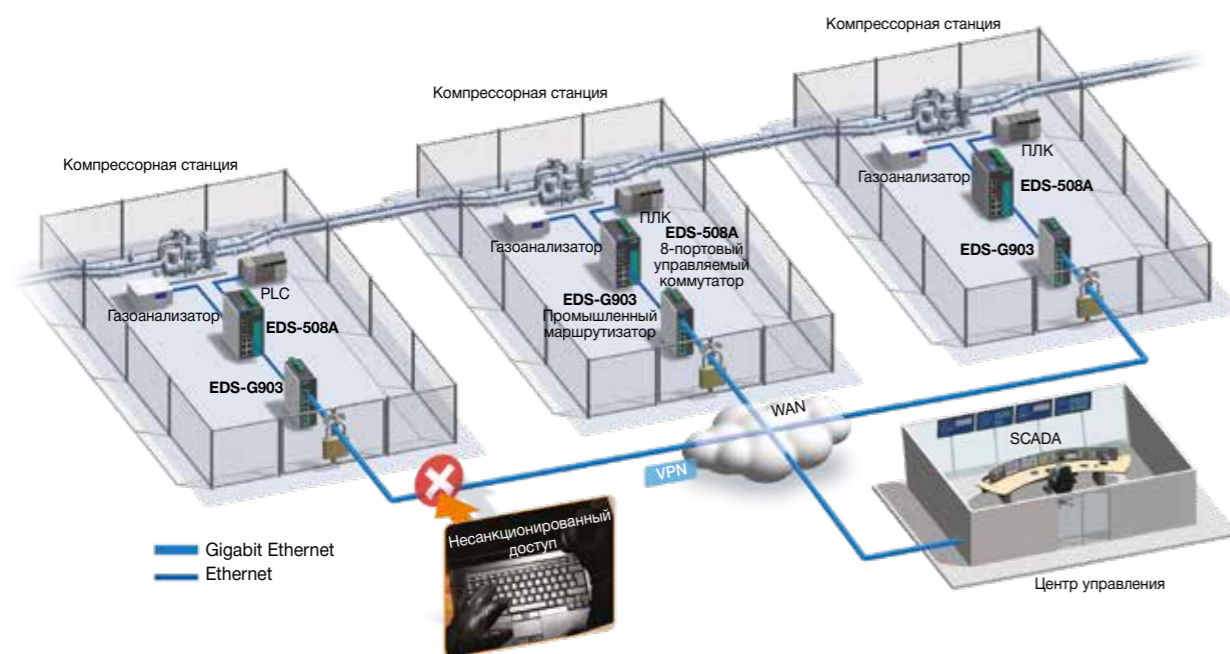 Компрессорная станция
Компрессорная станция
Компрессорная станция
Газоанализатор
PLC
EDS-508A
EDS-G903
Газоанализатор
ПЛК
EDS-508A
8-портовый
управляемый
коммутатор
EDS-G903
Промышленный
маршрутизатор
Газоанализатор
ПЛК
EDS-508A
EDS-G903
WAN
VPN
SCADA
Несанкционированный
доступ
Gigabit Ethernet
Ethernet
Центр управления